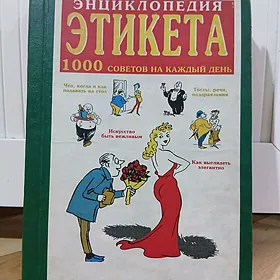 ЭНЦИКЛОПЕДИЯ
ЭТИКЕТА
1000 СОВЕТОВ НА КАЖДЫЙ ДЕНЬ
Что, когда и как
подавать на стол
Тосты, речи,
поздравления
Искусство
быть вежливым
Как выглядеть
элегантно